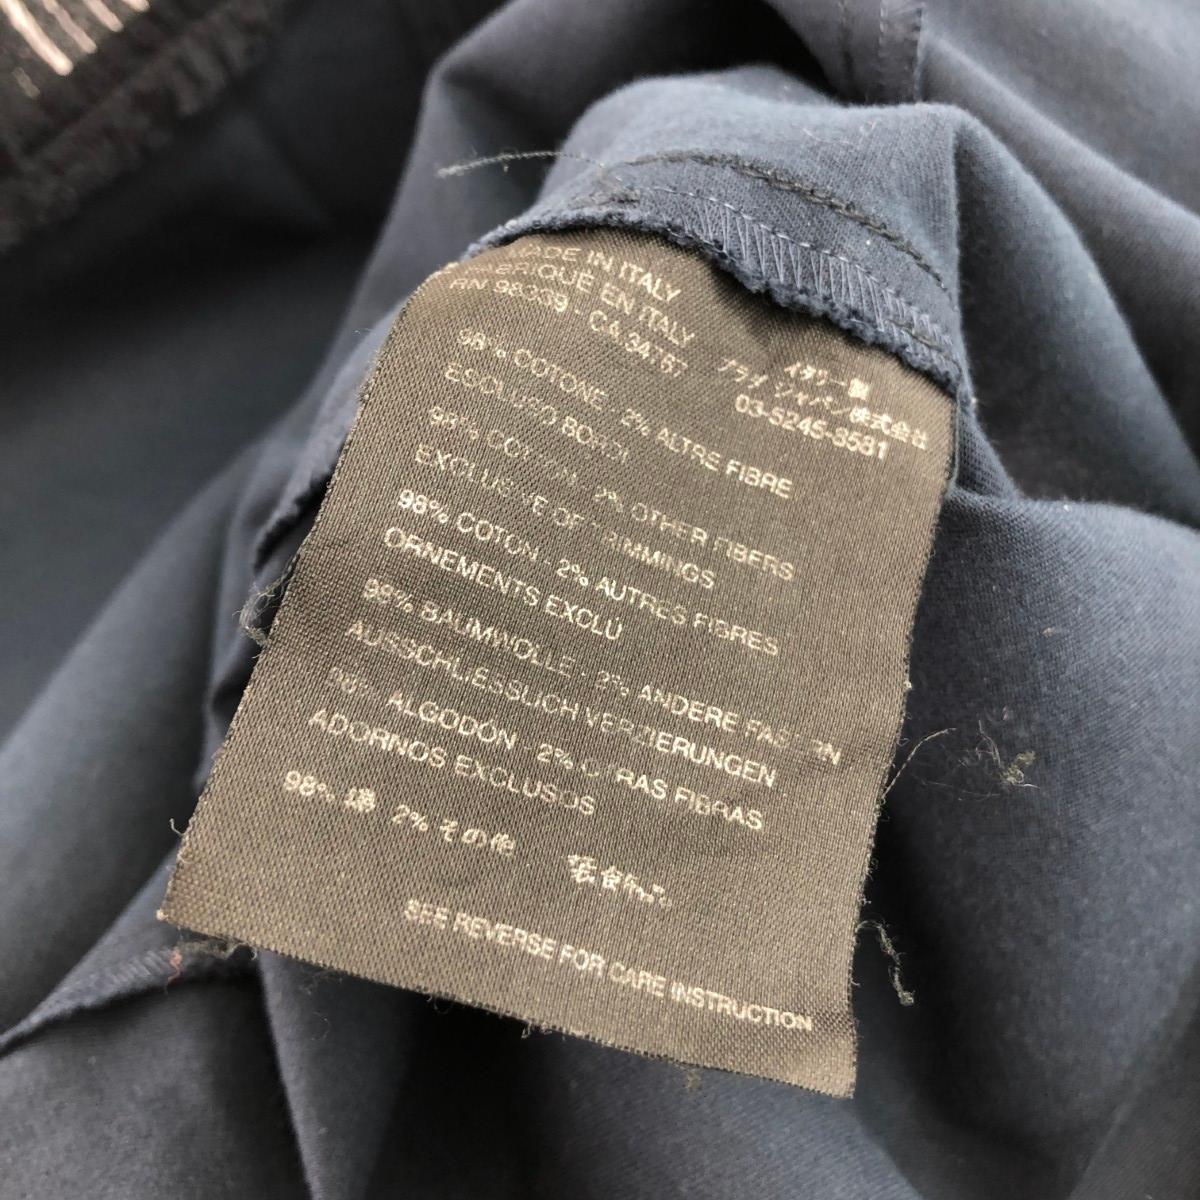 MADE IN ITALY
FABRIQUÉ EN ITALY
RN 98339 - CA 34767
イタリー製
プラダ ジャパン株式会社
03-5245-8581
98% COTONE - 2% ALTRE FIBRE
ESCLUSO BORDI
98% COTTON - 2% OTHER FIBERS
EXCLUSIVE OF TRIMMINGS
98% COTON - 2% AUTRES FIBRES
ORNEMENTS EXCLU
98% BAUMWOLLE - 2% ANDERE FASERN
AUSSCHLIESSLICH VERZIERUNGEN
98% ALGODÓN - 2% OTRAS FIBRAS
ADORNOS EXCLUSOS
98% 綿 2% その他
SEE REVERSE FOR CARE INSTRUCTION